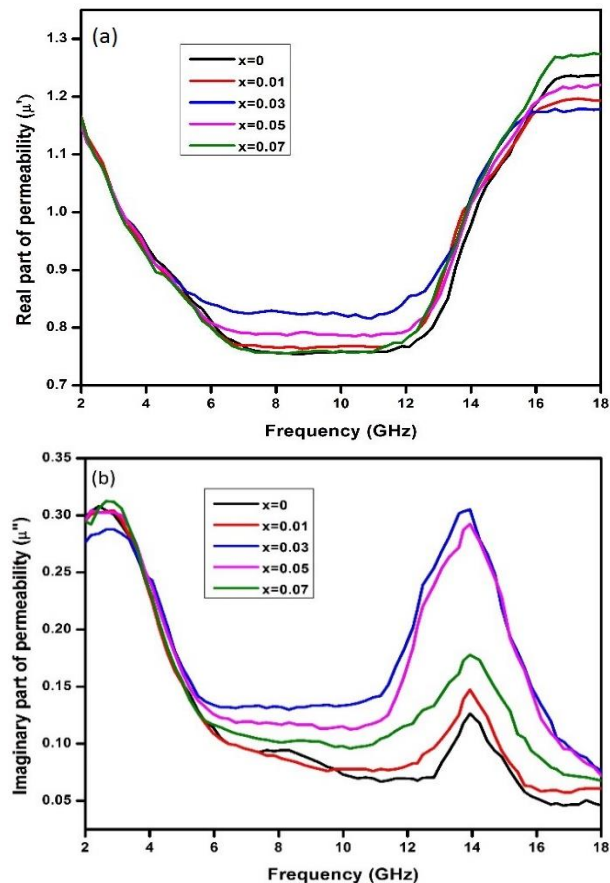 (a)
1.3
1.2
1.1
1.0
0.9
0.8
0.7
Real part of permeability (μ')
x=0
x=0.01
x=0.03
x=0.05
x=0.07
2 4 6 8 10 12 14 16 18
Frequency (GHz)
(b)
0.35
0.30
0.25
0.20
0.15
0.10
0.05
Imaginary part of permeability (μ")
x=0
x=0.01
x=0.03
x=0.05
x=0.07
2 4 6 8 10 12 14 16 18
Frequency (GHz)